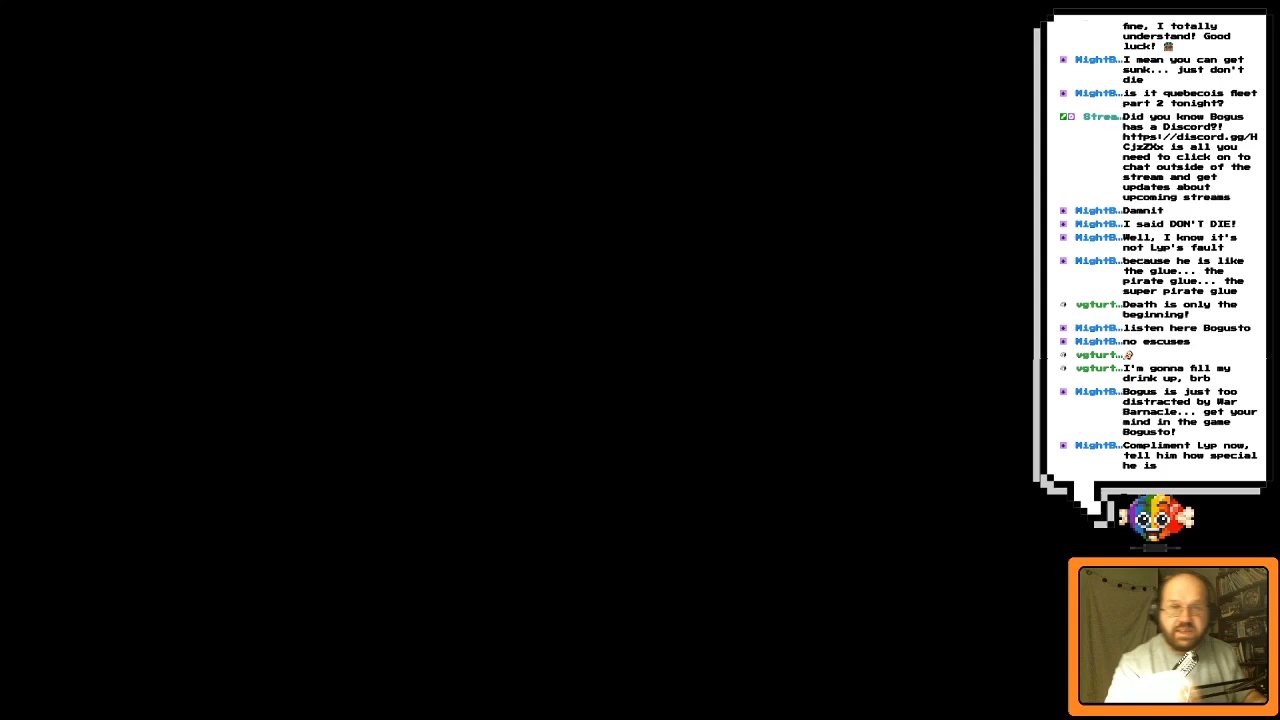 fine, I totally
understand! Good
luck!
NightB... I mean you can get
sunk... just don't
die
NightB... is it quebecois fleet
part 2 tonight?
Strea... Did you know Bogus
has a Discord?!
https://discord.gg/H
CjzZXx is all you
need to click on to
chat outside of the
stream and get
updates about
upcoming streams
NightB... Damnit
NightB... I said DON'T DIE!
NightB... Well, I know it's
not Lyp's fault
NightB... because he is like
the glue... the
pirate glue... the
super pirate glue
vgturt... Death is only the
beginning!
NightB... listen here Bogusto
NightB... no escuses
vgturt...
vgturt... I'm gonna fill my
drink up, brb
NightB... Bogus is just too
distracted by War
Barnacle... get your
mind in the game
Bogusto!
NightB... Compliment Lyp now,
tell him how special
he is